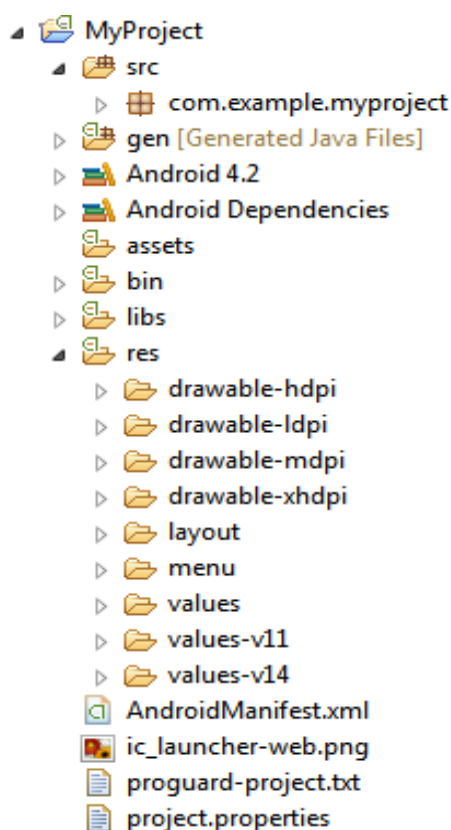 MyProject
src
com.example.myproject
gen [Generated Java Files]
Android 4.2
Android Dependencies
assets
bin
libs
res
drawable-hdpi
drawable-ldpi
drawable-mdpi
drawable-xhdpi
layout
menu
values
values-v11
values-v14
AndroidManifest.xml
ic_launcher-web.png
proguard-project.txt
project.properties